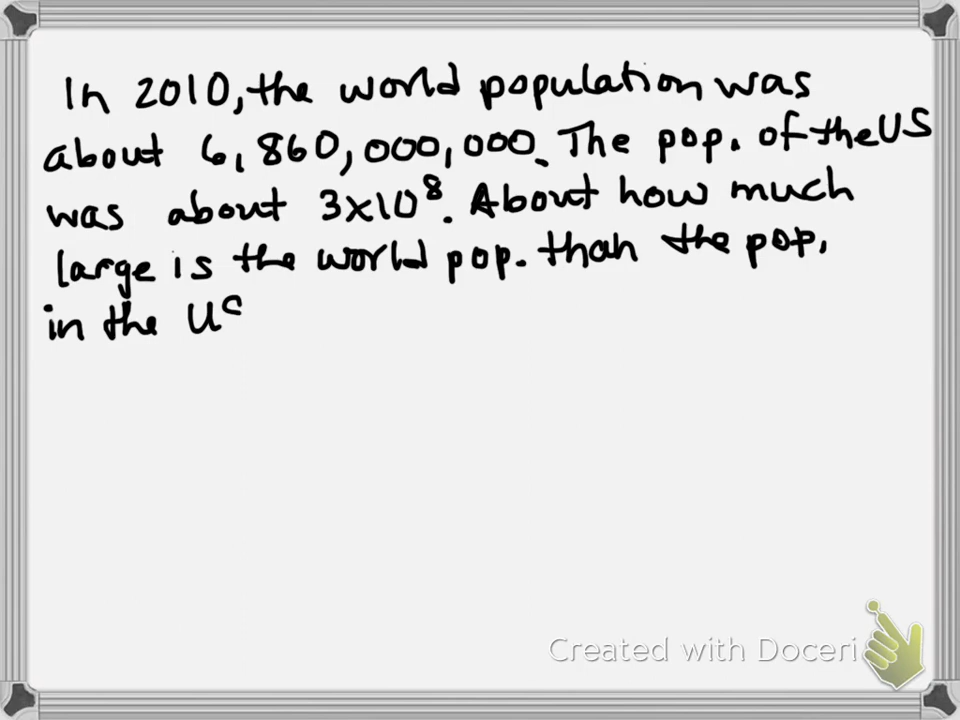 In 2010, the world population was
about 6,860,000,000. The pop. of the US
was about 3x10⁸. About how much
large is the world pop. than the pop.
in the US
Created with Doceri